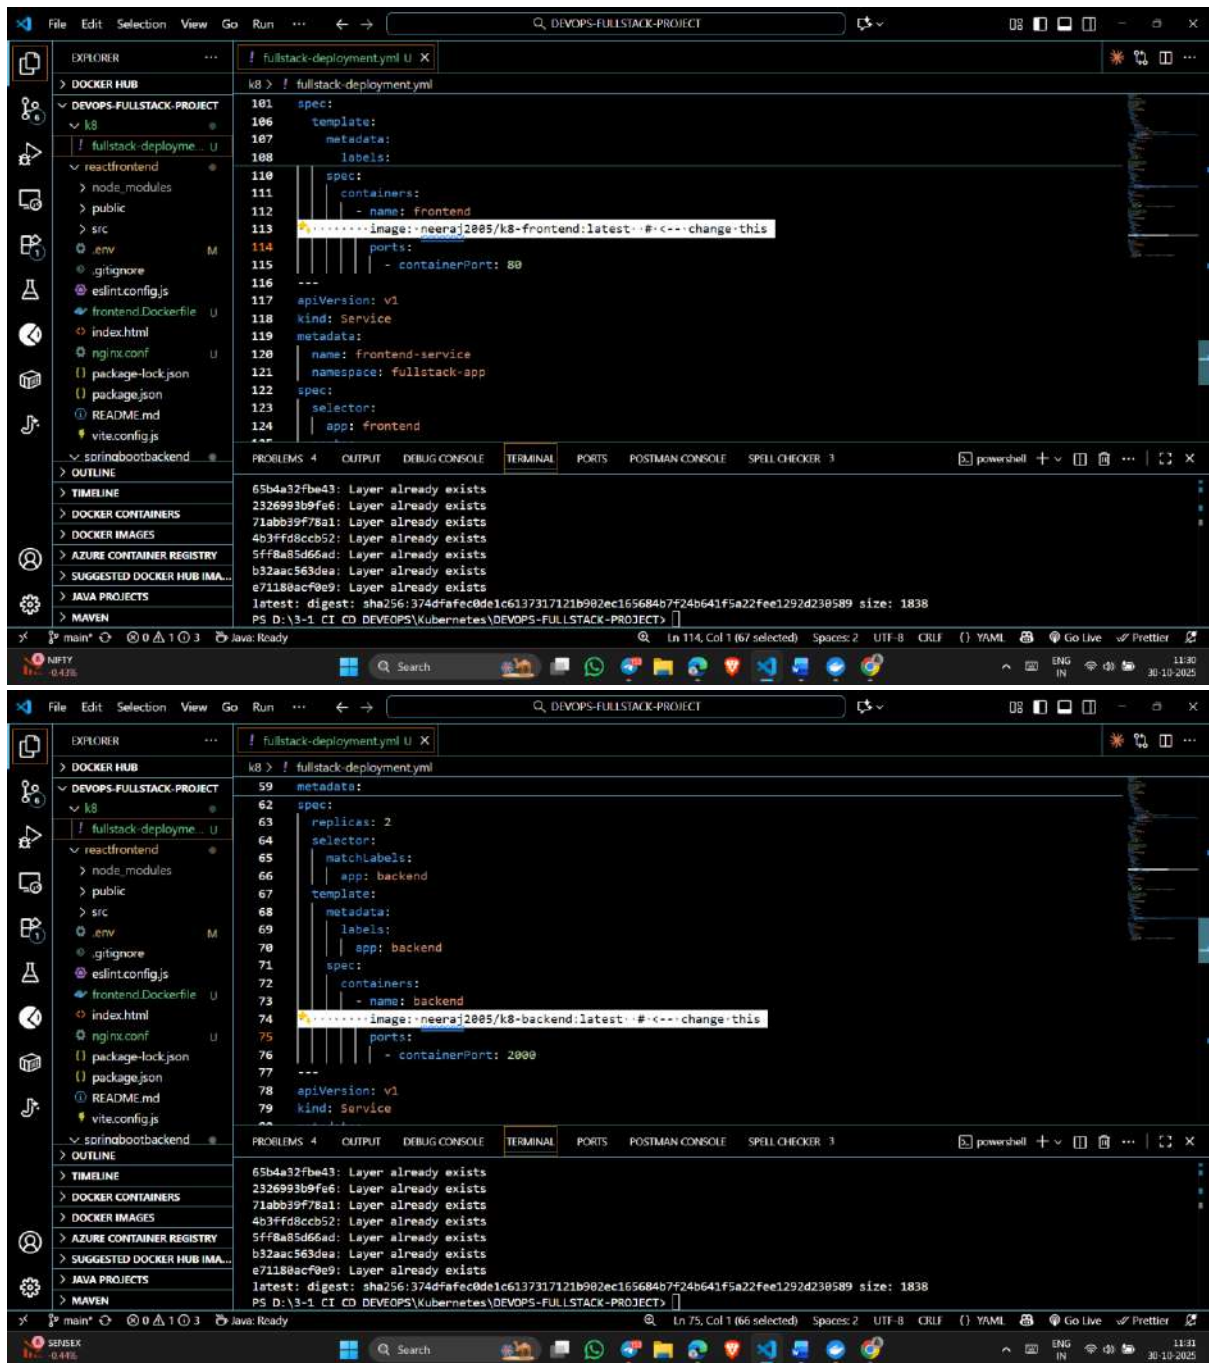 File Edit Selection View Go Run ··· ← → DEVOPS-FULLSTACK-PROJECT
EXPLORER ···
! fullstack-deployment.yml U ×
> DOCKER HUB
k8 > ! fullstack-deployment.yml
DEVOPS-FULLSTACK-PROJECT
k8
! fullstack-deployme... U
reactfrontend
> node_modules
> public
> src
.env M
.gitignore
eslint.config.js
frontend.Dockerfile U
index.html
nginx.conf U
{} package-lock.json
{} package.json
README.md
vite.config.js
springbootbackend
> OUTLINE
> TIMELINE
> DOCKER CONTAINERS
> DOCKER IMAGES
> AZURE CONTAINER REGISTRY
> SUGGESTED DOCKER HUB IMA...
> JAVA PROJECTS
> MAVEN
101 spec:
106 template:
107 metadata:
108 labels:
110 spec:
111 containers:
112 - name: frontend
113 image: neeraj2005/k8-frontend:latest # <-- change this
114 ports:
115 - containerPort: 80
116 ---
117 apiVersion: v1
118 kind: Service
119 metadata:
120 name: frontend-service
121 namespace: fullstack-app
122 spec:
123 selector:
124 app: frontend
PROBLEMS 4 OUTPUT DEBUG CONSOLE TERMINAL PORTS POSTMAN CONSOLE SPELL CHECKER 3 powershell
65b4a32fbe43: Layer already exists
2326993b9fe6: Layer already exists
71abb39f78a1: Layer already exists
4b3ffd8ccb52: Layer already exists
5ff8a85d66ad: Layer already exists
b32aac563dea: Layer already exists
e71180acf0e9: Layer already exists
latest: digest: sha256:374dfafec0de1c6137317121b902ec165684b7f24b641f5a22fee1292d230589 size: 1838
PS D:\3-1 CI CD DEVEOPS\Kubernetes\DEVOPS-FULLSTACK-PROJECT>
main* 0 1 3 Java: Ready Ln 114, Col 1 (67 selected) Spaces: 2 UTF-8 CRLF {} YAML Go Live Prettier
NIFTY
-0.43%
Search
ENG
IN
11:30
30-10-2025
File Edit Selection View Go Run ··· ← → DEVOPS-FULLSTACK-PROJECT
EXPLORER ···
! fullstack-deployment.yml U ×
> DOCKER HUB
k8 > ! fullstack-deployment.yml
DEVOPS-FULLSTACK-PROJECT
k8
! fullstack-deployme... U
reactfrontend
> node_modules
> public
> src
.env M
.gitignore
eslint.config.js
frontend.Dockerfile U
index.html
nginx.conf U
{} package-lock.json
{} package.json
README.md
vite.config.js
springbootbackend
> OUTLINE
> TIMELINE
> DOCKER CONTAINERS
> DOCKER IMAGES
> AZURE CONTAINER REGISTRY
> SUGGESTED DOCKER HUB IMA...
> JAVA PROJECTS
> MAVEN
59 metadata:
62 spec:
63 replicas: 2
64 selector:
65 matchLabels:
66 app: backend
67 template:
68 metadata:
69 labels:
70 app: backend
71 spec:
72 containers:
73 - name: backend
74 image: neeraj2005/k8-backend:latest # <-- change this
75 ports:
76 - containerPort: 2000
77 ---
78 apiVersion: v1
79 kind: Service
PROBLEMS 4 OUTPUT DEBUG CONSOLE TERMINAL PORTS POSTMAN CONSOLE SPELL CHECKER 3 powershell
65b4a32fbe43: Layer already exists
2326993b9fe6: Layer already exists
71abb39f78a1: Layer already exists
4b3ffd8ccb52: Layer already exists
5ff8a85d66ad: Layer already exists
b32aac563dea: Layer already exists
e71180acf0e9: Layer already exists
latest: digest: sha256:374dfafec0de1c6137317121b902ec165684b7f24b641f5a22fee1292d230589 size: 1838
PS D:\3-1 CI CD DEVEOPS\Kubernetes\DEVOPS-FULLSTACK-PROJECT>
main* 0 1 3 Java: Ready Ln 75, Col 1 (66 selected) Spaces: 2 UTF-8 CRLF {} YAML Go Live Prettier
SENSEX
-0.44%
Search
ENG
IN
11:31
30-10-2025